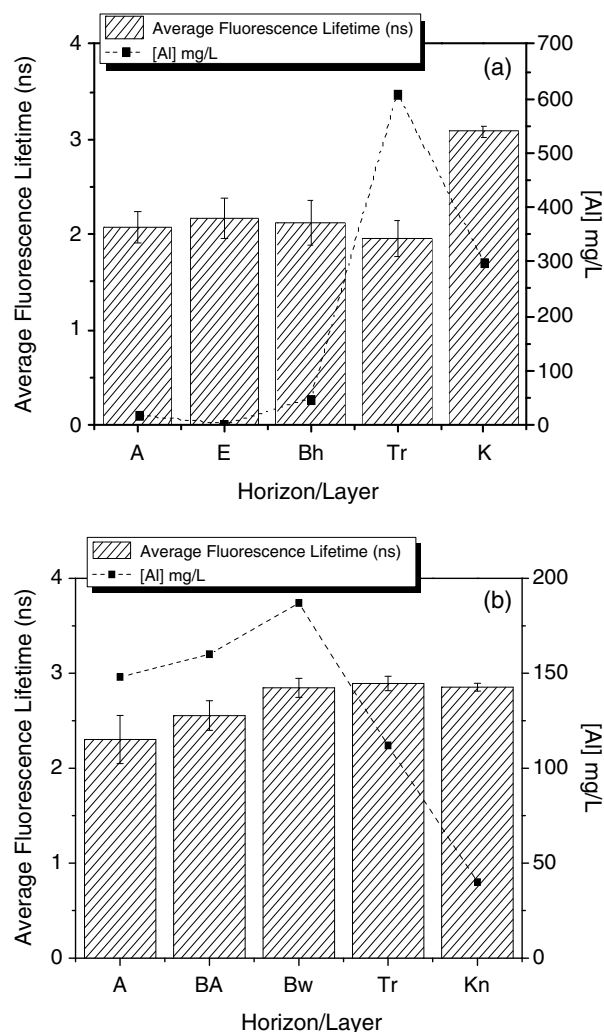 Average Fluorescence Lifetime (ns)
[Al] mg/L
(a)
4
3
2
1
0
700
600
500
400
300
200
100
0
Average Fluorescence Lifetime (ns)
[Al] mg/L
A E Bh Tr K
Horizon/Layer
Average Fluorescence Lifetime (ns)
[Al] mg/L
(b)
4
3
2
1
0
200
150
100
50
0
Average Fluorescence Lifetime (ns)
[Al] mg/L
A BA Bw Tr Kn
Horizon/Layer